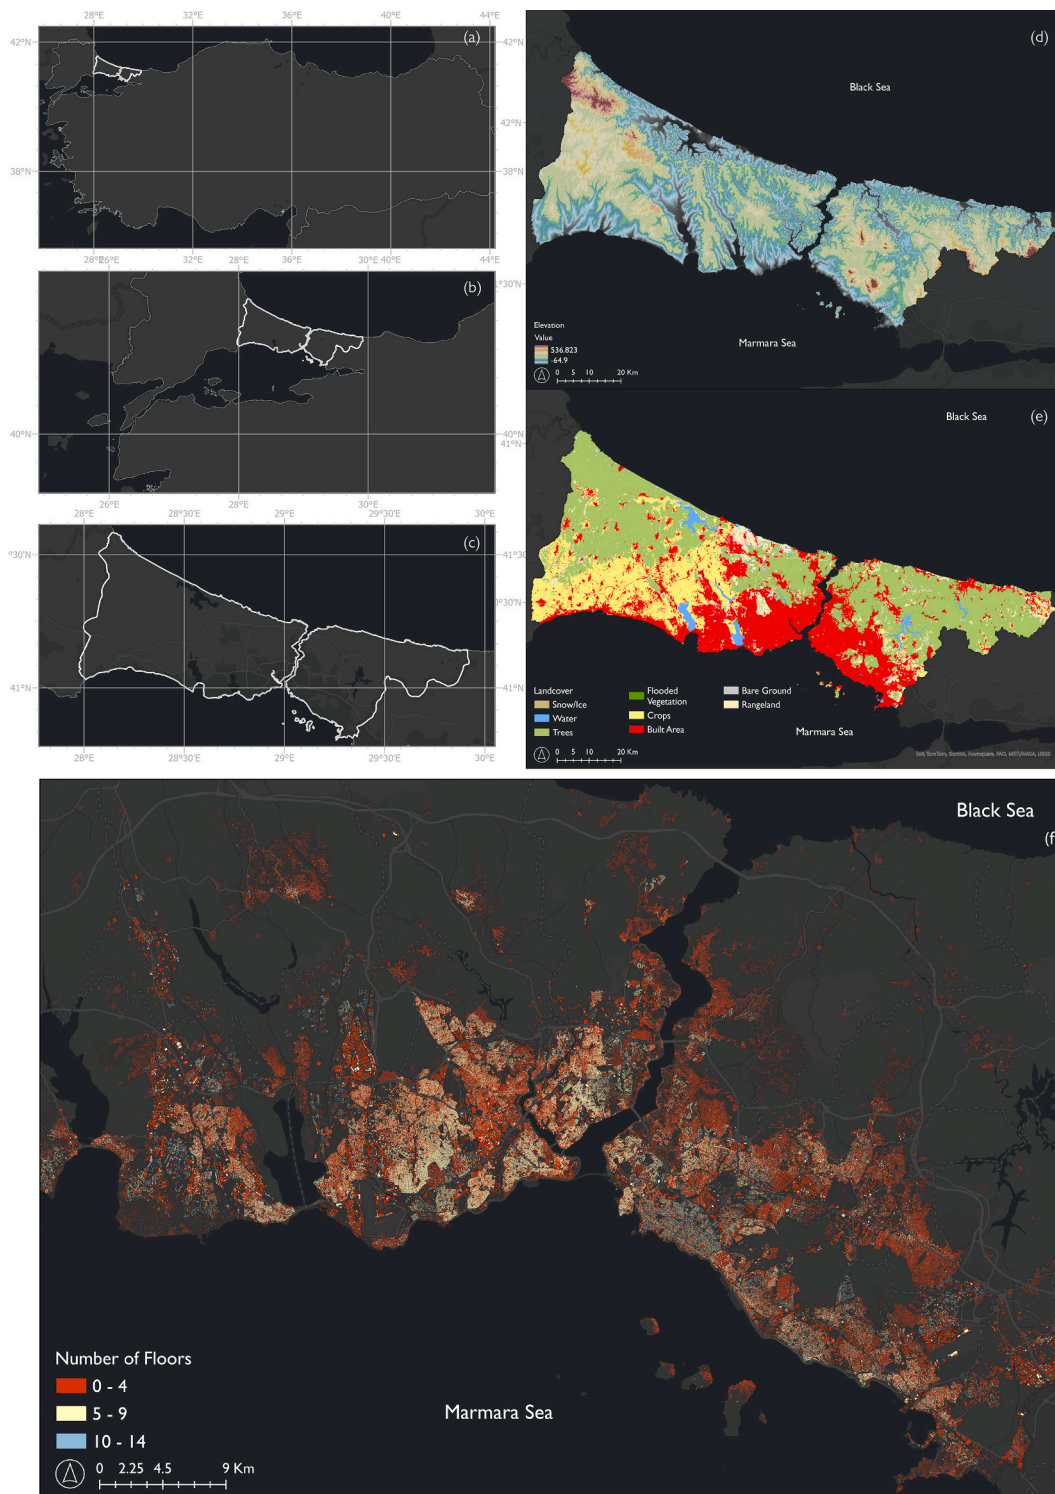 28°E 32°E 36°E 40°E 44°E
42°N
(a)
42°N
38°N
38°N
28°E 32°E 36°E 40°E 44°E
26°E 28°E 30°E
(b)
40°N
40°N
26°E 28°E 30°E
28°E 28°30'E 29°E 29°30'E 30°E
(c)
41°N
41°N
28°E 28°30'E 29°E 29°30'E 30°E
(d)
Black Sea
Marmara Sea
Elevation
Value
536.823
-64.9
0 5 10 20 Km
(e)
Black Sea
41°N
Landcover
Snow/Ice
Water
Trees
Flooded
Vegetation
Crops
Built Area
Bare Ground
Rangeland
Marmara Sea
0 5 10 20 Km
Black Sea
(f
Number of Floors
0 - 4
5 - 9
10 - 14
Marmara Sea
0 2.25 4.5 9 Km